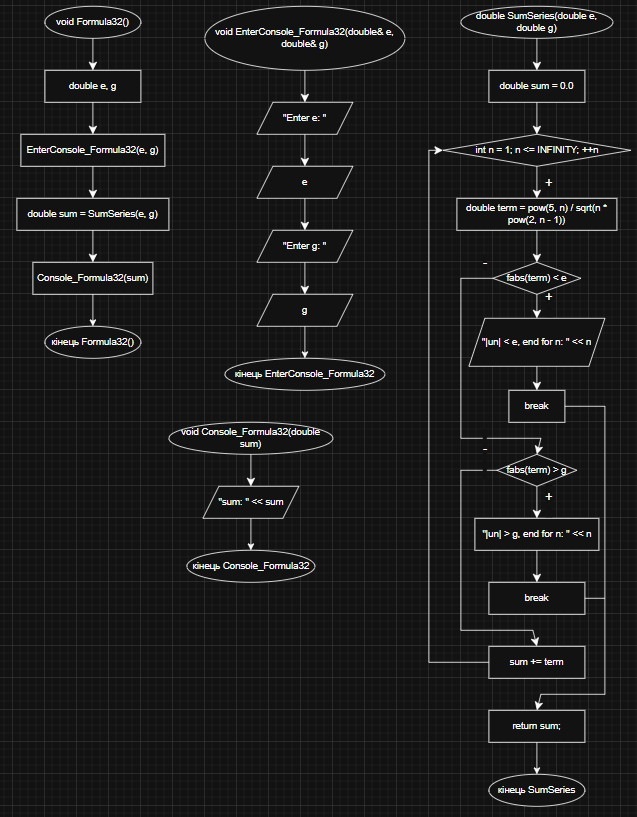 void Formula32()
double e, g
EnterConsole_Formula32(e, g)
double sum = SumSeries(e, g)
Console_Formula32(sum)
кінець Formula32()
void EnterConsole_Formula32(double& e,
double& g)
"Enter e: "
e
"Enter g: "
g
кінець EnterConsole_Formula32
void Console_Formula32(double
sum)
"sum: " << sum
кінець Console_Formula32
double SumSeries(double e,
double g)
double sum = 0.0
int n = 1; n <= INFINITY; ++n
+
double term = pow(5, n) / sqrt(n *
pow(2, n - 1))
-
fabs(term) < e
+
"|un| < e, end for n: " << n
break
-
fabs(term) > g
+
"|un| > g, end for n: " << n
break
sum += term
return sum;
кінець SumSeries